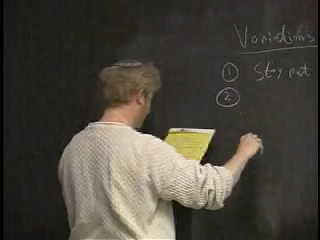 Variations
① Stay put
②